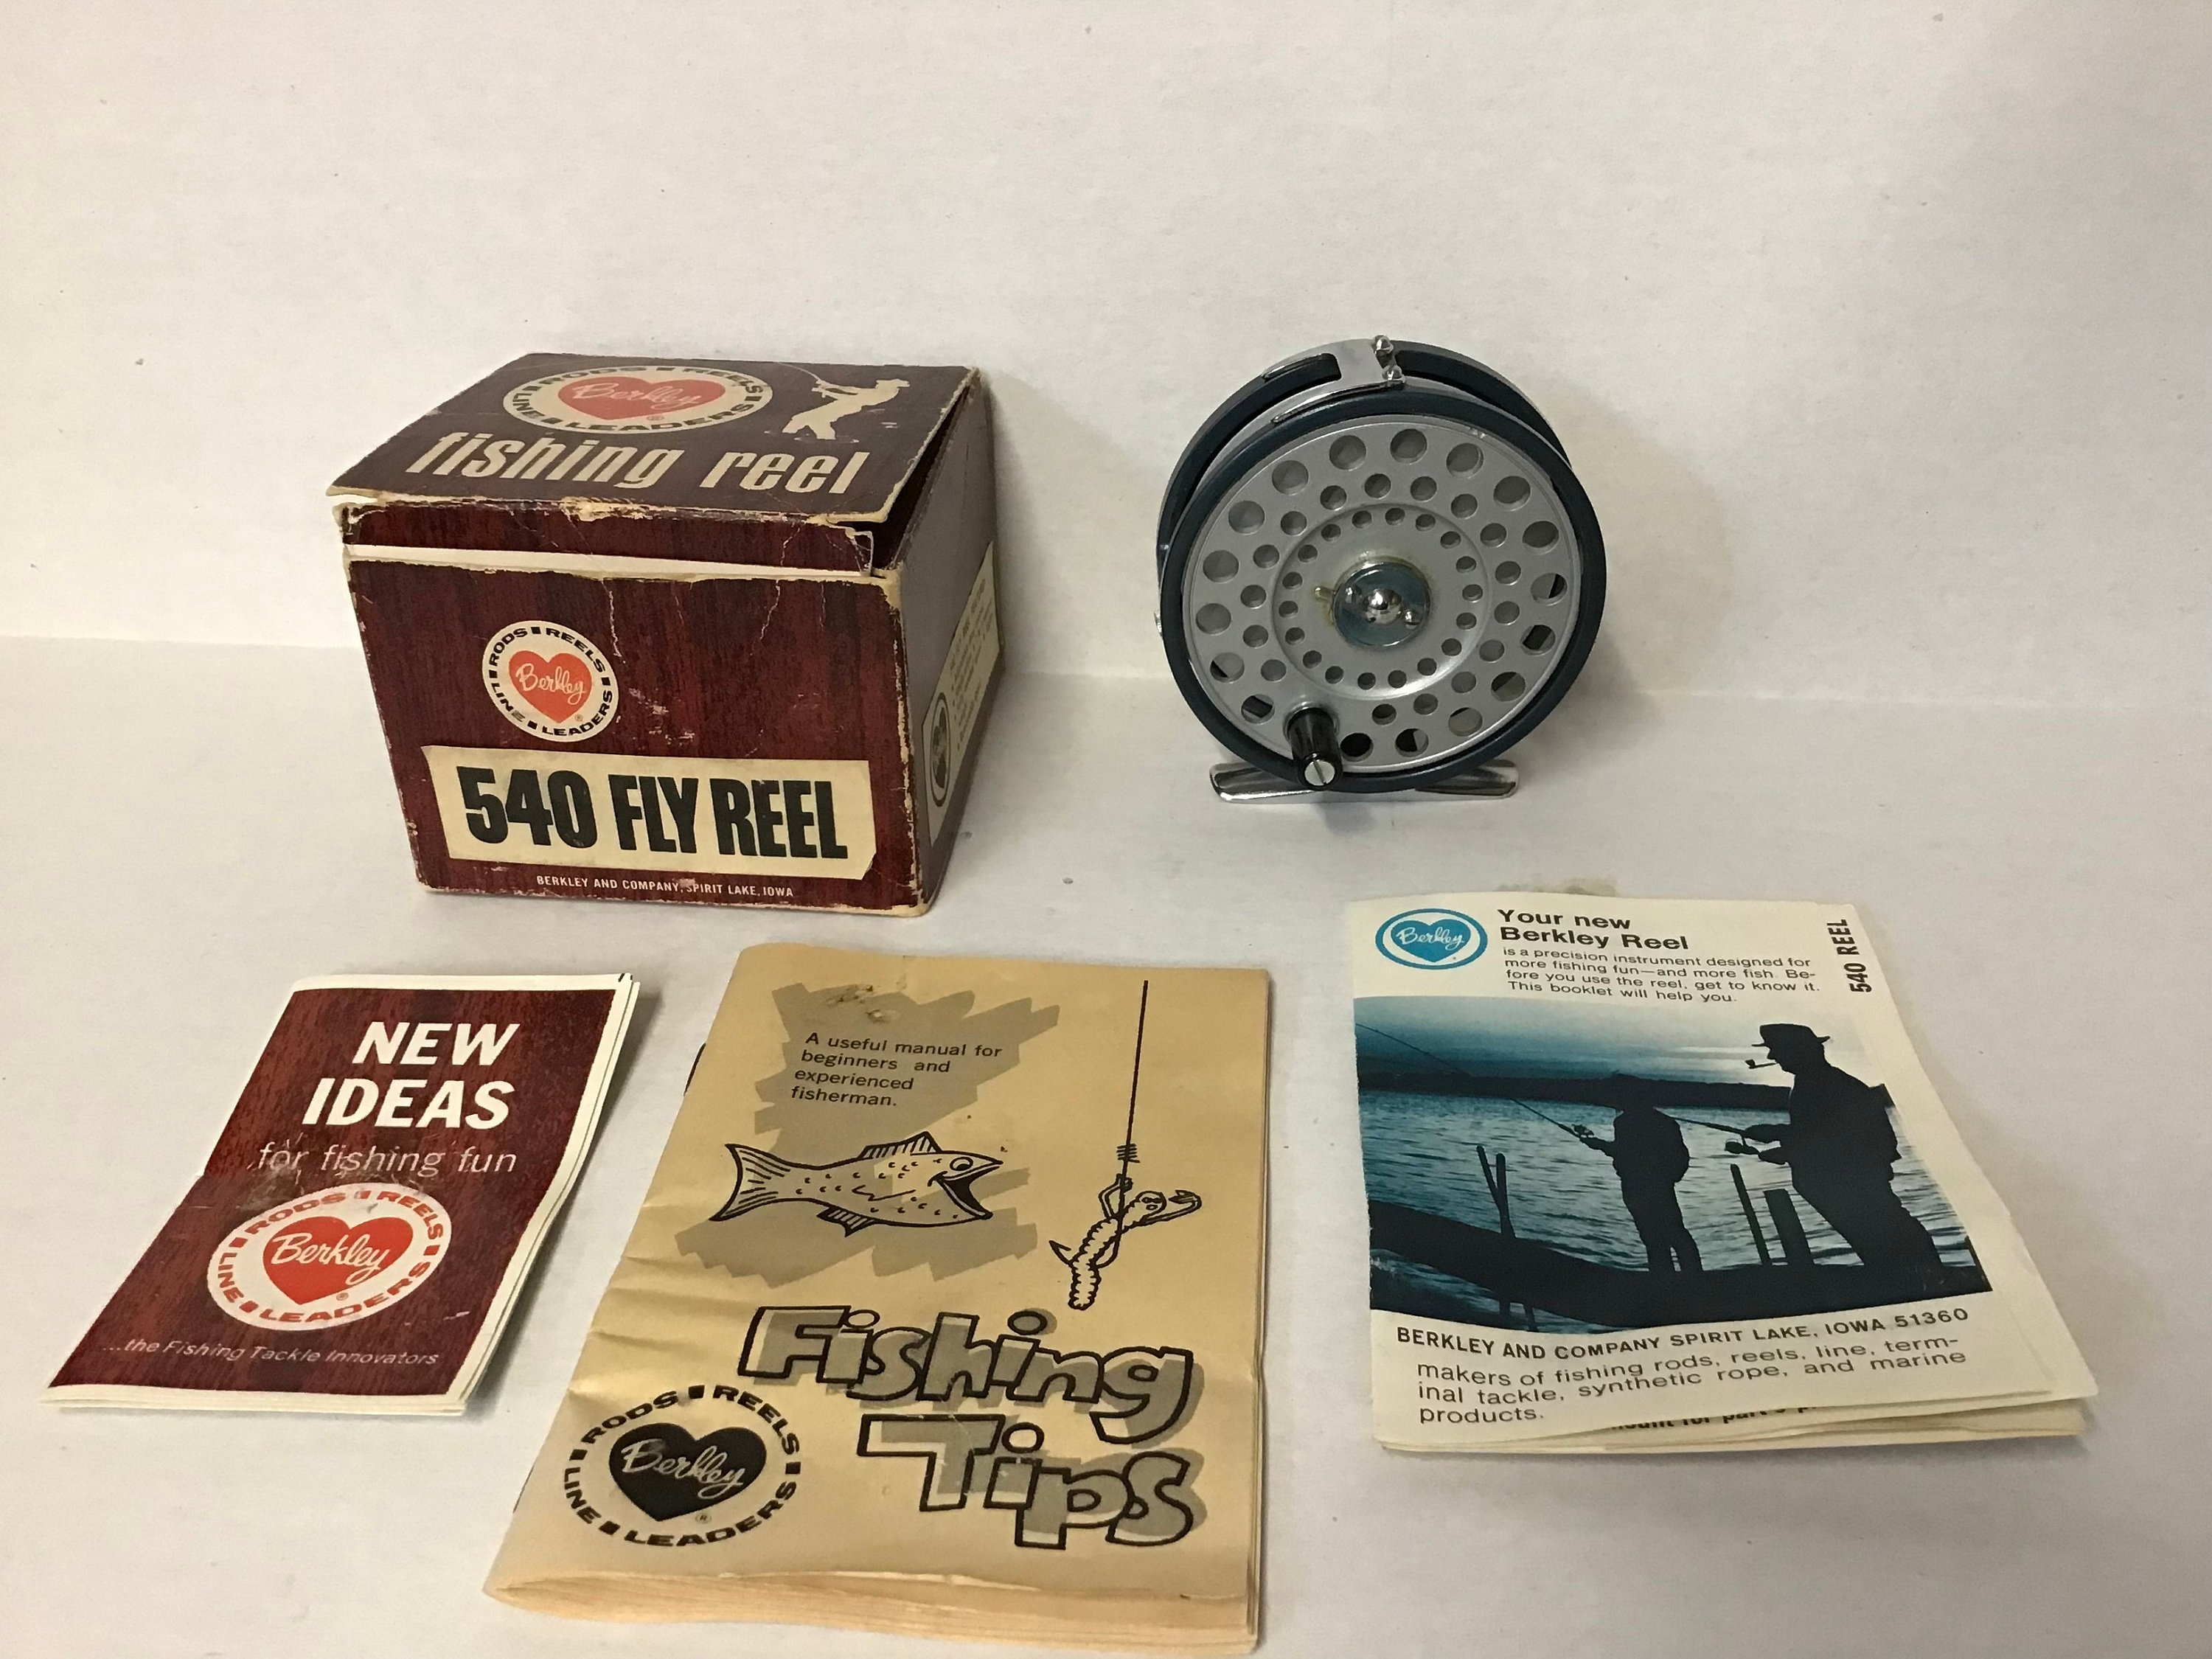 RODS REELS
Berkley
LINE LEADERS
fishing reel
RODS REELS
Berkley
LINE LEADERS
540 FLY REEL
BERKLEY AND COMPANY, SPIRIT LAKE, IOWA
NEW
IDEAS
for fishing fun
RODS REELS
Berkley
LINE LEADERS
...the Fishing Tackle Innovators
A useful manual for
beginners and
experienced
fisherman.
Fishing
Tips
RODS REELS
Berkley
LINE LEADERS
Berkley
Your new
Berkley Reel
is a precision instrument designed for
more fishing fun—and more fish. Be-
fore you use the reel, get to know it.
This booklet will help you.
540 REEL
BERKLEY AND COMPANY SPIRIT LAKE, IOWA 51360
makers of fishing rods, reels, line, term-
inal tackle, synthetic rope, and marine
products.